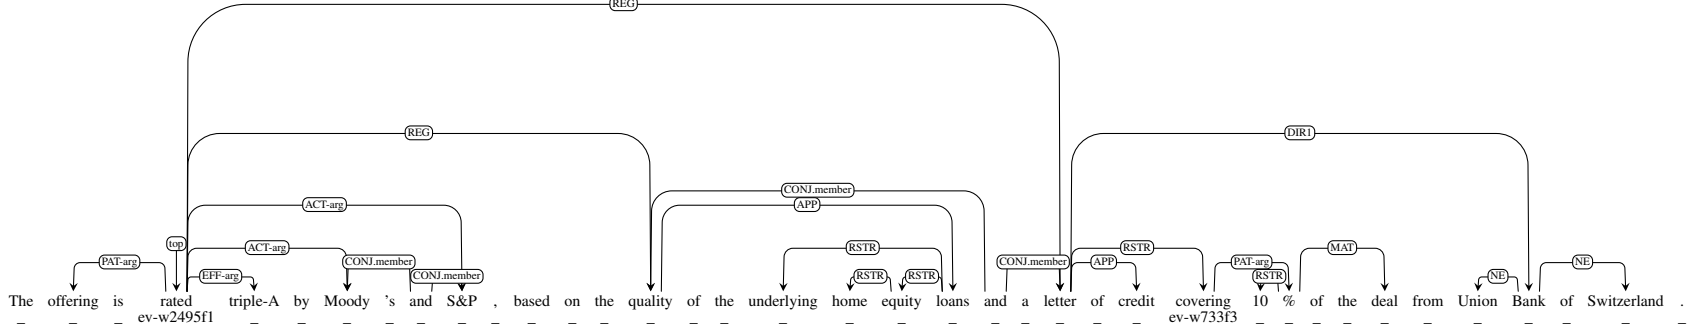 REG
REG
DIR1
CONJ.member
ACT-arg
APP
top
ACT-arg
RSTR
RSTR
MAT
PAT-arg
CONJ.member
CONJ.member
APP
PAT-arg
EFF-arg
CONJ.member
RSTR
RSTR
RSTR
NE
NE
The offering is rated triple-A by Moody 's and S&P , based on the quality of the underlying home equity loans and a letter of credit covering 10 % of the deal from Union Bank of Switzerland .
_ _ _ ev-w2495f1 _ _ _ _ _ _ _ _ _ _ _ _ _ _ _ _ _ _ _ _ _ _ _ ev-w733f3 _ _ _ _ _ _ _ _ _ _ _